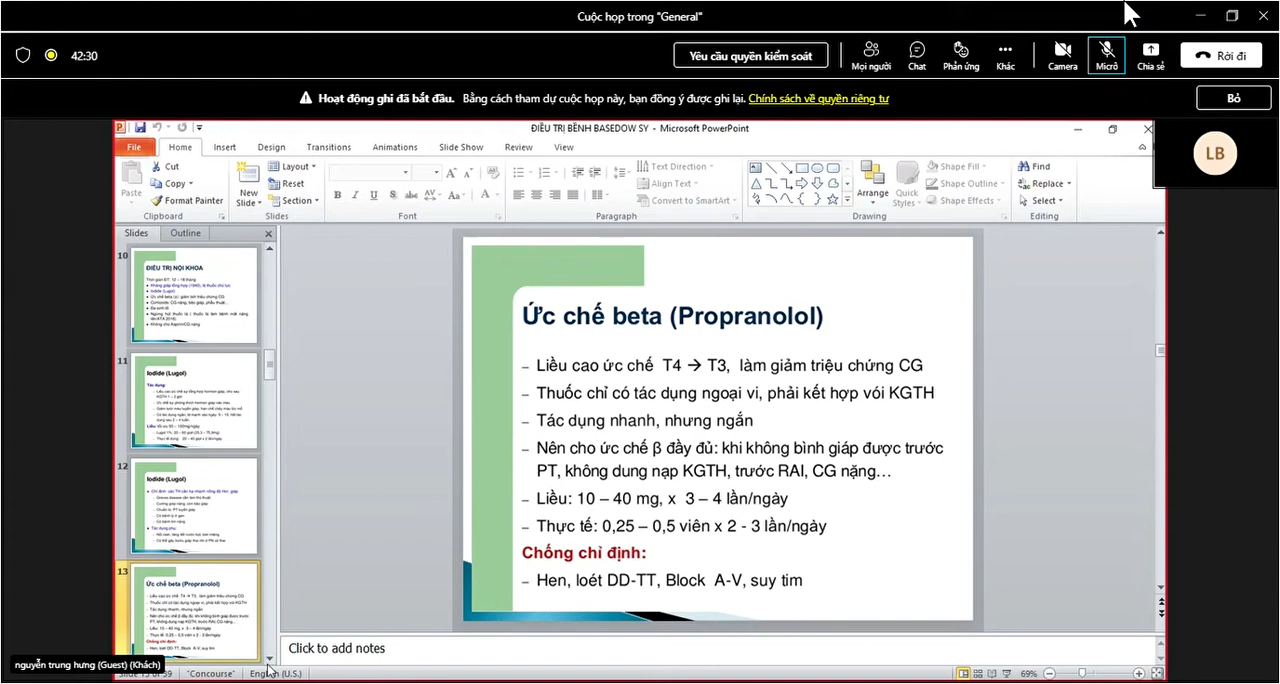 Cuộc họp trong "General"
42:30
Yêu cầu quyền kiểm soát
Mọi người
Chat
Phản ứng
Khác
Camera
Micrô
Chia sẻ
Rời đi
Hoạt động ghi đã bắt đầu. Bằng cách tham dự cuộc họp này, bạn đồng ý được ghi lại. Chính sách về quyền riêng tư
Bỏ
LB
ĐIỀU TRỊ BỆNH BASEDOW SY - Microsoft PowerPoint
File Home Insert Design Transitions Animations Slide Show Review View
Paste
Cut
Copy
Format Painter
Clipboard
New Slide
Layout
Reset
Section
Slides
Font
Text Direction
Align Text
Convert to SmartArt
Paragraph
Arrange
Quick Styles
Shape Fill
Shape Outline
Shape Effects
Drawing
Find
Replace
Select
Editing
Slides Outline
10
ĐIỀU TRỊ NỘI KHOA
11
Iodide (Lugol)
12
Iodide (Lugol)
13
Ức chế beta (Propranolol)
Ức chế beta (Propranolol)
– Liều cao ức chế T4 → T3, làm giảm triệu chứng CG
– Thuốc chỉ có tác dụng ngoại vi, phải kết hợp vói KGTH
– Tác dụng nhanh, nhưng ngắn
– Nên cho ức chế β đầy đủ: khi không bình giáp được trước
PT, không dung nạp KGTH, trước RAI, CG nặng…
– Liều: 10 – 40 mg, x 3 – 4 lần/ngày
– Thực tế: 0,25 – 0,5 viên x 2 - 3 lần/ngày
Chống chỉ định:
– Hen, loét DD-TT, Block A-V, suy tim
Click to add notes
nguyễn trung hưng (Guest) (Khách)
"Concourse"
69%